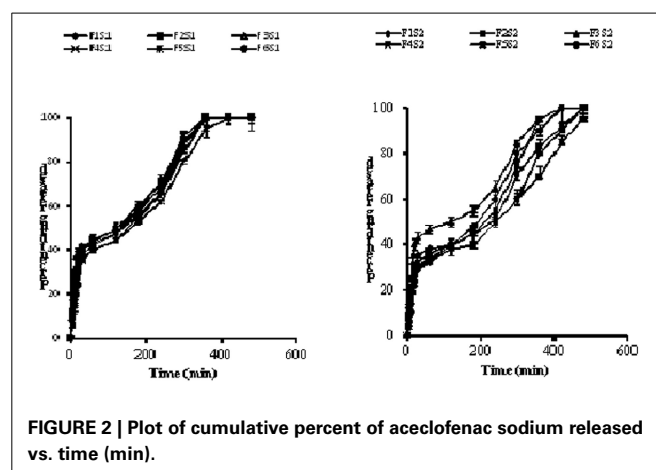 F1S1 F2S1 F3S1
F4S1 F5S1 F6S1
F1S2 F2S2 F3S2
F4S2 F5S2 F6S2
100
80
60
40
20
0
0 200 400 600
Time (min)
100
80
60
40
20
0
0 200 400 600
Time (min)
FIGURE 2 | Plot of cumulative percent of aceclofenac sodium released
vs. time (min).